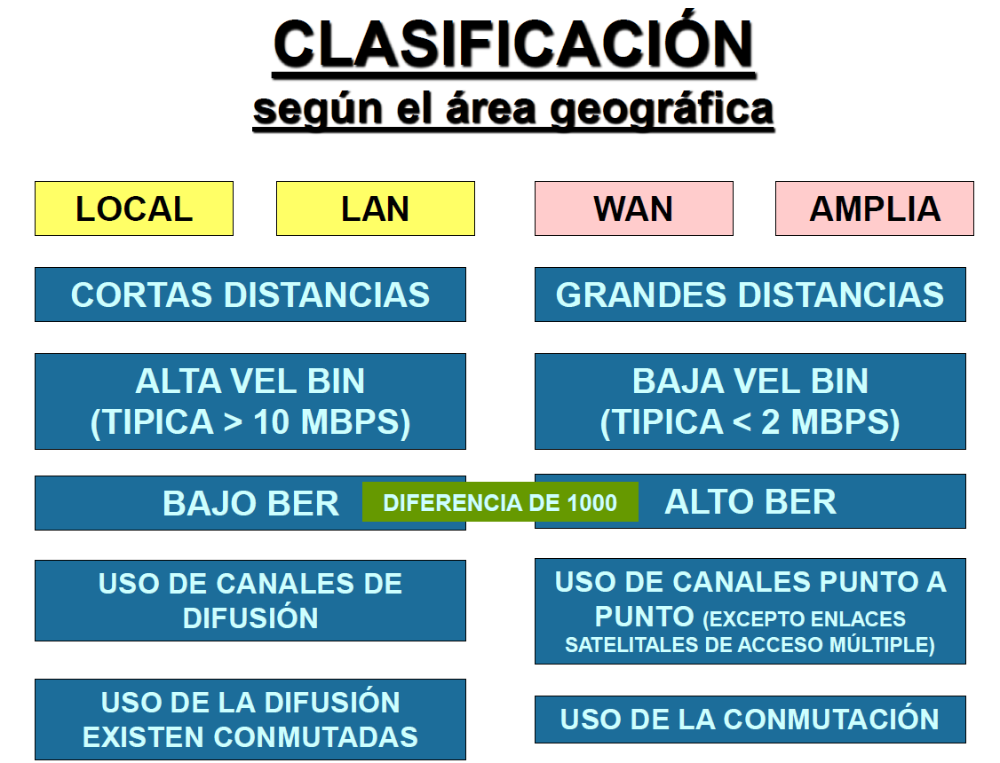 CLASIFICACIÓN
según el área geográfica
LOCAL
LAN
WAN
AMPLIA
CORTAS DISTANCIAS
GRANDES DISTANCIAS
ALTA VEL BIN
(TIPICA > 10 MBPS)
BAJA VEL BIN
(TIPICA < 2 MBPS)
BAJO BER
DIFERENCIA DE 1000
ALTO BER
USO DE CANALES DE
DIFUSIÓN
USO DE CANALES PUNTO A
PUNTO (EXCEPTO ENLACES
SATELITALES DE ACCESO MÚLTIPLE)
USO DE LA DIFUSIÓN
EXISTEN CONMUTADAS
USO DE LA CONMUTACIÓN